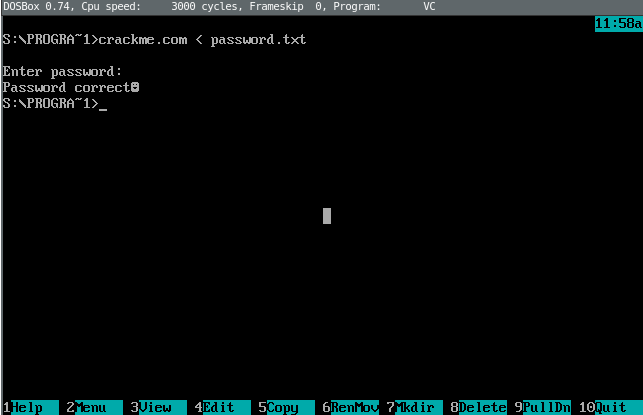 DOSBox 0.74, Cpu speed: 3000 cycles, Frameskip 0, Program: VC
11:58a
S:\PROGRA~1>crackme.com < password.txt
Enter password:
Password correct☻
S:\PROGRA~1>_
1Help 2Menu 3View 4Edit 5Copy 6RenMov 7Mkdir 8Delete 9PullDn 10Quit